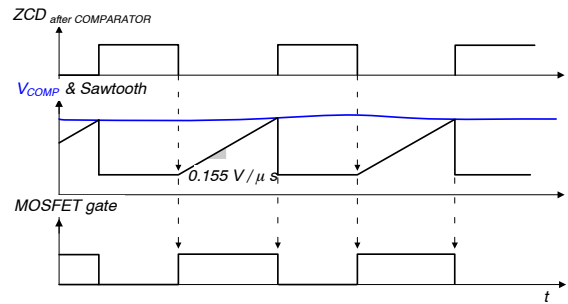 ZCD after COMPARATOR
VCOMP & Sawtooth
0.155 V / μ s
MOSFET gate
t